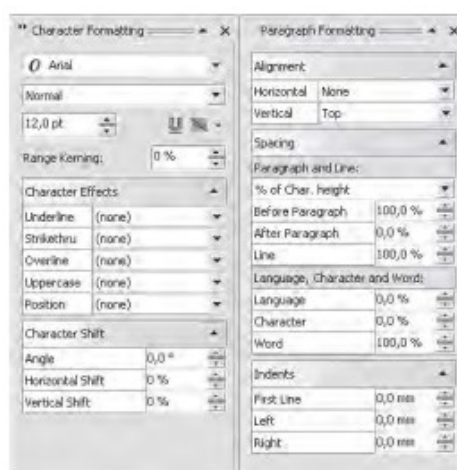 Character Formatting
O Arial
Normal
12,0 pt U
Range Kerning: 0 %
Character Effects
Underline (none)
Strikethru (none)
Overline (none)
Uppercase (none)
Position (none)
Character Shift
Angle 0,0 °
Horizontal Shift 0 %
Vertical Shift 0 %
Paragraph Formatting
Alignment
Horizontal None
Vertical Top
Spacing
Paragraph and Line:
% of Char. height
Before Paragraph 100,0 %
After Paragraph 0,0 %
Line 100,0 %
Language, Character and Word:
Language 0,0 %
Character 0,0 %
Word 100,0 %
Indents
First Line 0,0 mm
Left 0,0 mm
Right 0,0 mm